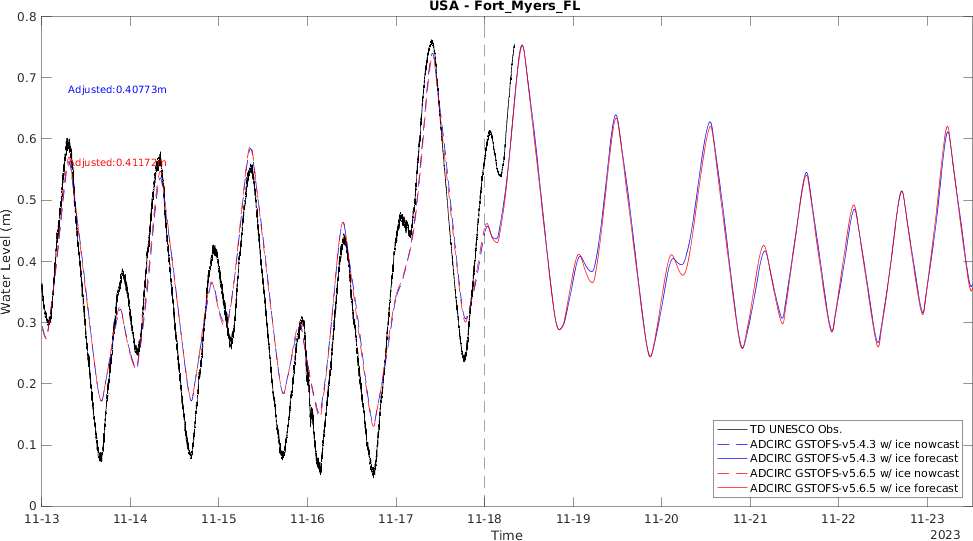 USA - Fort_Myers_FL
0.8
0.7
0.6
0.5
0.4
0.3
0.2
0.1
0
Water Level (m)
Adjusted:0.40773m
Adjusted:0.41172m
TD UNESCO Obs.
ADCIRC GSTOFS-v5.4.3 w/ ice nowcast
ADCIRC GSTOFS-v5.4.3 w/ ice forecast
ADCIRC GSTOFS-v5.6.5 w/ ice nowcast
ADCIRC GSTOFS-v5.6.5 w/ ice forecast
11-13 11-14 11-15 11-16 11-17 11-18 11-19 11-20 11-21 11-22 11-23
Time
2023